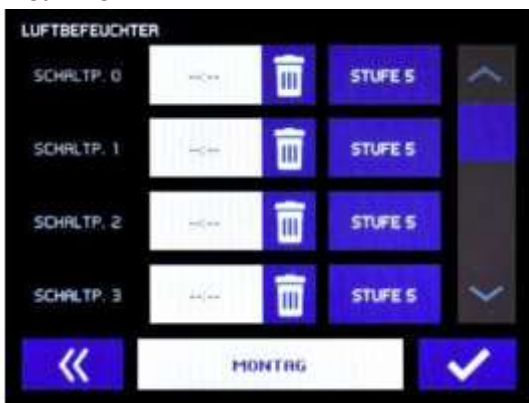 LUFTBEFEUCHTER
SCHALTP. 0 --:-- STUFE 5
SCHALTP. 1 --:-- STUFE 5
SCHALTP. 2 --:-- STUFE 5
SCHALTP. 3 --:-- STUFE 5
MONTAG